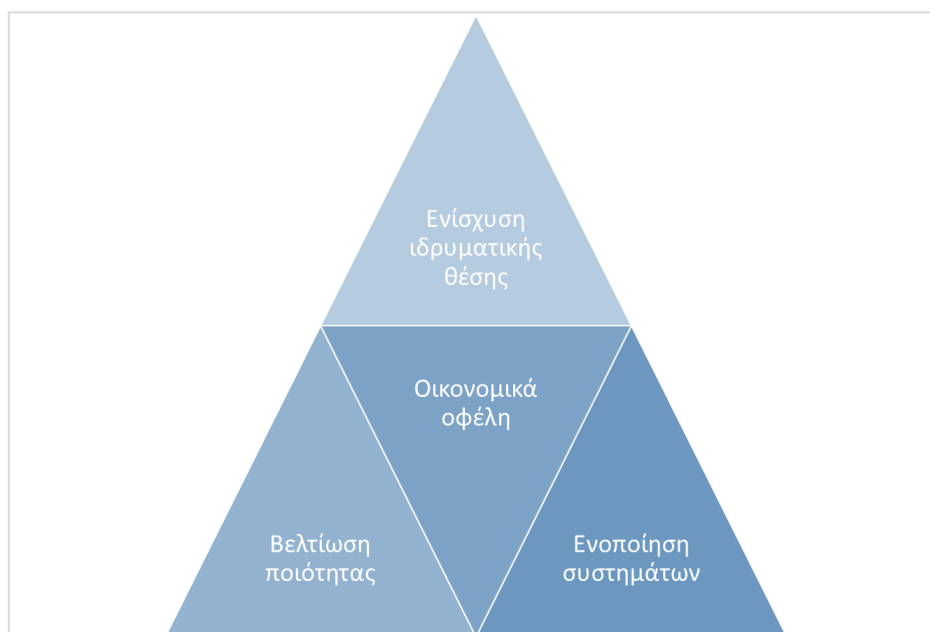 Ενίσχυση
ιδρυματικής
θέσης
Οικονομικά
οφέλη
Βελτίωση
ποιότητας
Ενοποίηση
συστημάτων